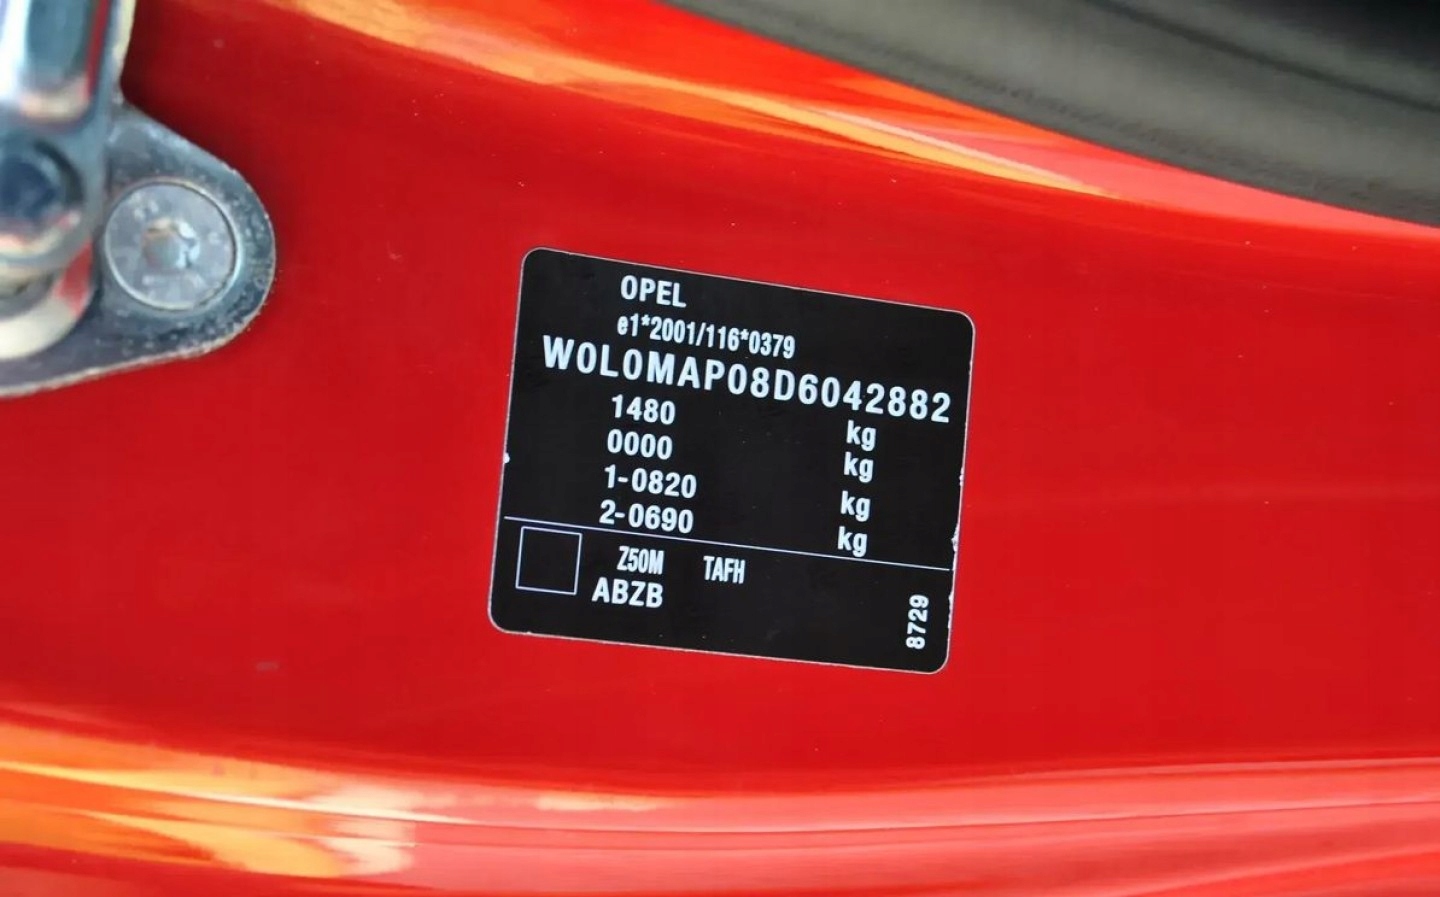 OPEL
e1*2001/116*0379
W0L0MAP08D6042882
1480 kg
0000 kg
1-0820 kg
2-0690 kg
Z50M TAFH
ABZB
8729